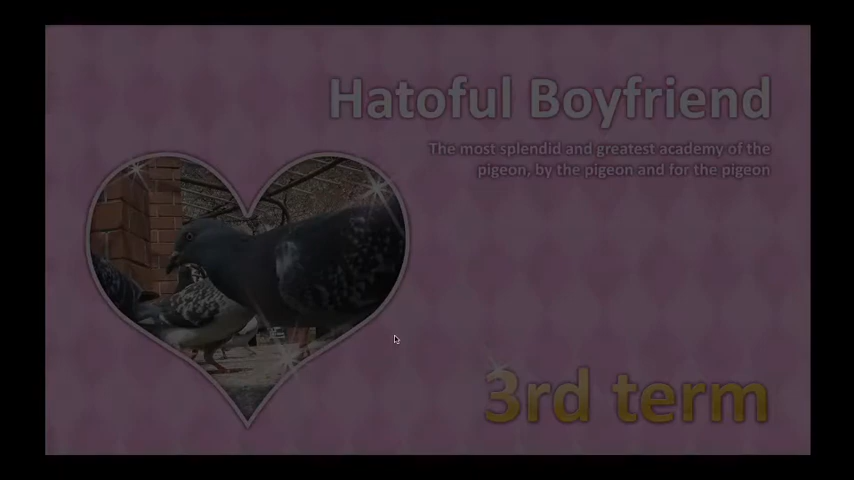 Hatoful Boyfriend
The most splendid and greatest academy of the
pigeon, by the pigeon and for the pigeon
3rd term